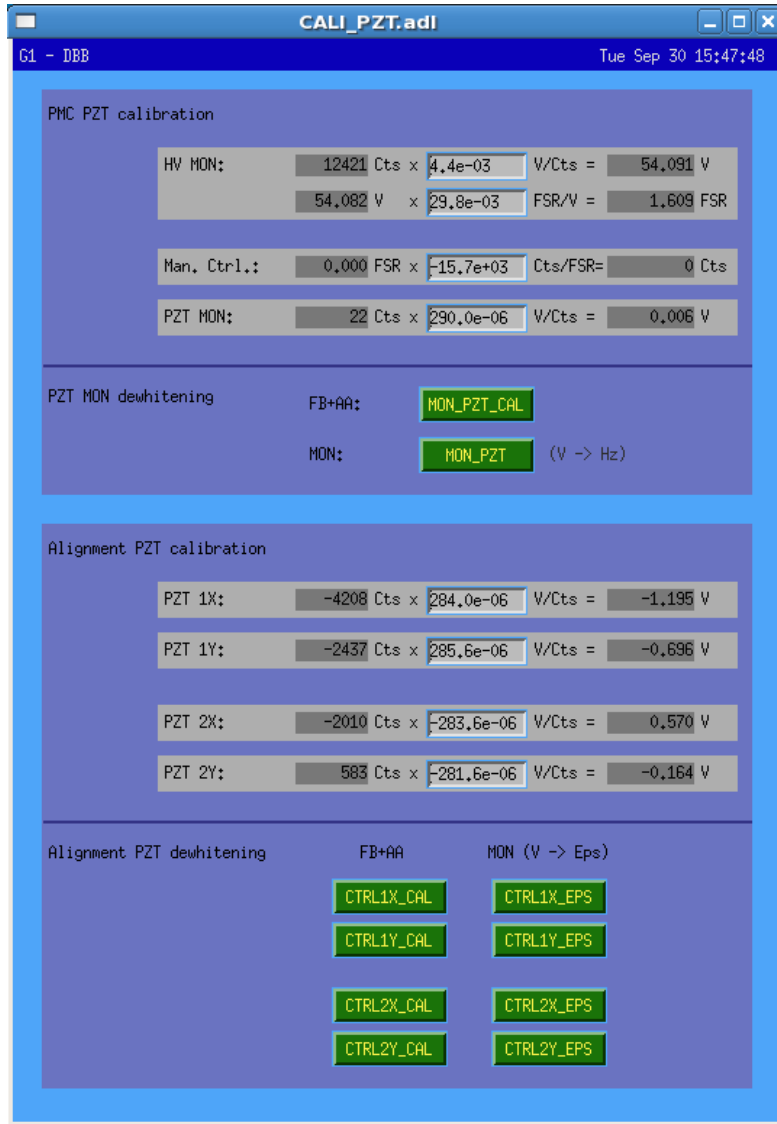 CALI_PZT.adl
G1 - DBB Tue Sep 30 15:47:48
PMC PZT calibration
HV MON: 12421 Cts x 4.4e-03 V/Cts = 54.091 V
54.082 V x 29.8e-03 FSR/V = 1.609 FSR
Man. Ctrl.: 0.000 FSR x -15.7e+03 Cts/FSR= 0 Cts
PZT MON: 22 Cts x 290.0e-06 V/Cts = 0.006 V
PZT MON dewhitening FB+AA: MON_PZT_CAL
MON: MON_PZT (V -> Hz)
Alignment PZT calibration
PZT 1X: -4208 Cts x 284.0e-06 V/Cts = -1.195 V
PZT 1Y: -2437 Cts x 285.6e-06 V/Cts = -0.696 V
PZT 2X: -2010 Cts x -283.6e-06 V/Cts = 0.570 V
PZT 2Y: 583 Cts x -281.6e-06 V/Cts = -0.164 V
Alignment PZT dewhitening FB+AA MON (V -> Eps)
CTRL1X_CAL CTRL1X_EPS
CTRL1Y_CAL CTRL1Y_EPS
CTRL2X_CAL CTRL2X_EPS
CTRL2Y_CAL CTRL2Y_EPS